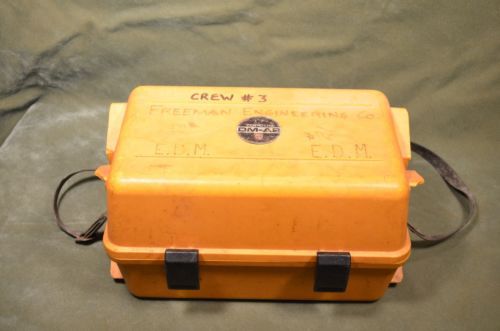 CREW #3
FREEMAN ENGINEERING CO.
DM-A2
E.D.M. E.D.M.